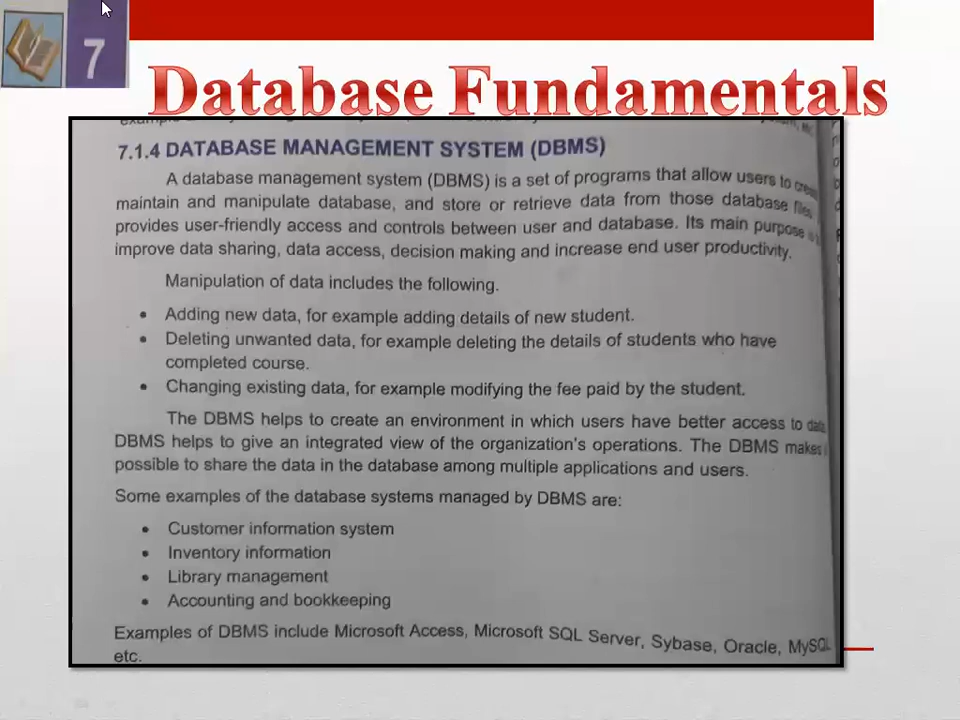 7
Database Fundamentals
example
7.1.4 DATABASE MANAGEMENT SYSTEM (DBMS)
A database management system (DBMS) is a set of programs that allow users to create
maintain and manipulate database, and store or retrieve data from those database files.
provides user-friendly access and controls between user and database. Its main purpose is to
improve data sharing, data access, decision making and increase end user productivity.
Manipulation of data includes the following.
• Adding new data, for example adding details of new student.
• Deleting unwanted data, for example deleting the details of students who have
completed course.
• Changing existing data, for example modifying the fee paid by the student.
The DBMS helps to create an environment in which users have better access to data
DBMS helps to give an integrated view of the organization's operations. The DBMS makes
possible to share the data in the database among multiple applications and users.
Some examples of the database systems managed by DBMS are:
• Customer information system
• Inventory information
• Library management
• Accounting and bookkeeping
Examples of DBMS include Microsoft Access, Microsoft SQL Server, Sybase, Oracle, MySQL
etc.